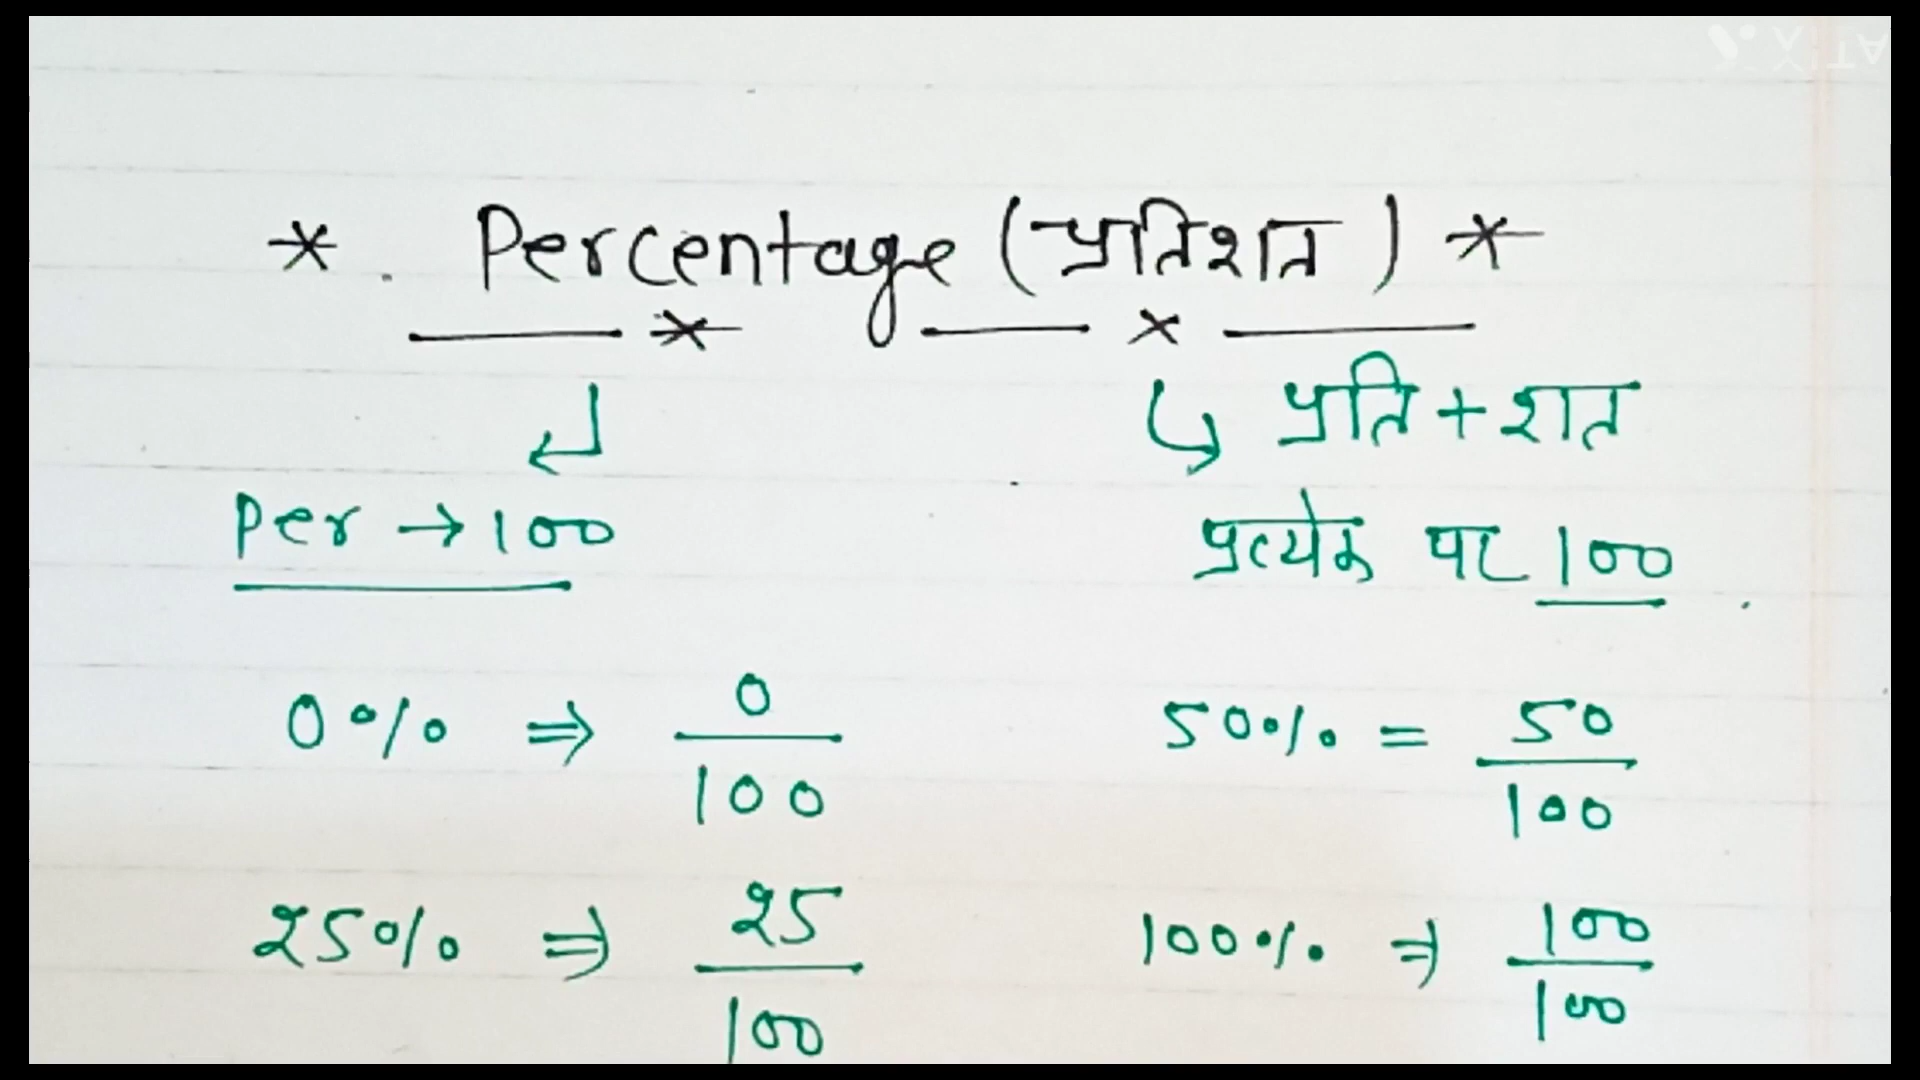 * . Percentage (प्रतिशत) *
प्रति + शत
Per → 100
प्रत्येक पर 100
0% ⇒ 0/100
50% = 50/100
25% ⇒ 25/100
100% ⇒ 100/100